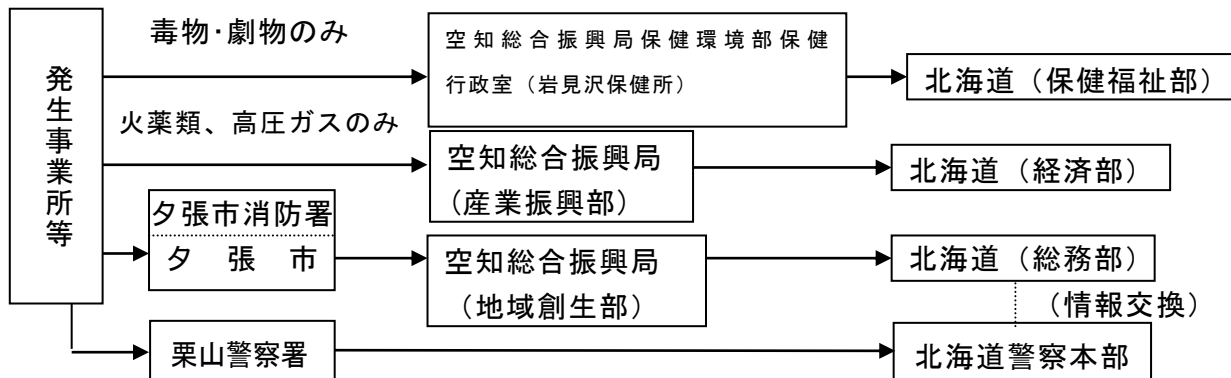 発生事業所等
毒物･劇物のみ
空知総合振興局保健環境部保健
行政室（岩見沢保健所）
北海道（保健福祉部）
火薬類、高圧ガスのみ
空知総合振興局
（産業振興部）
北海道（経済部）
夕張市消防署
夕張市
空知総合振興局
（地域創生部）
北海道（総務部）
（情報交換）
栗山警察署
北海道警察本部